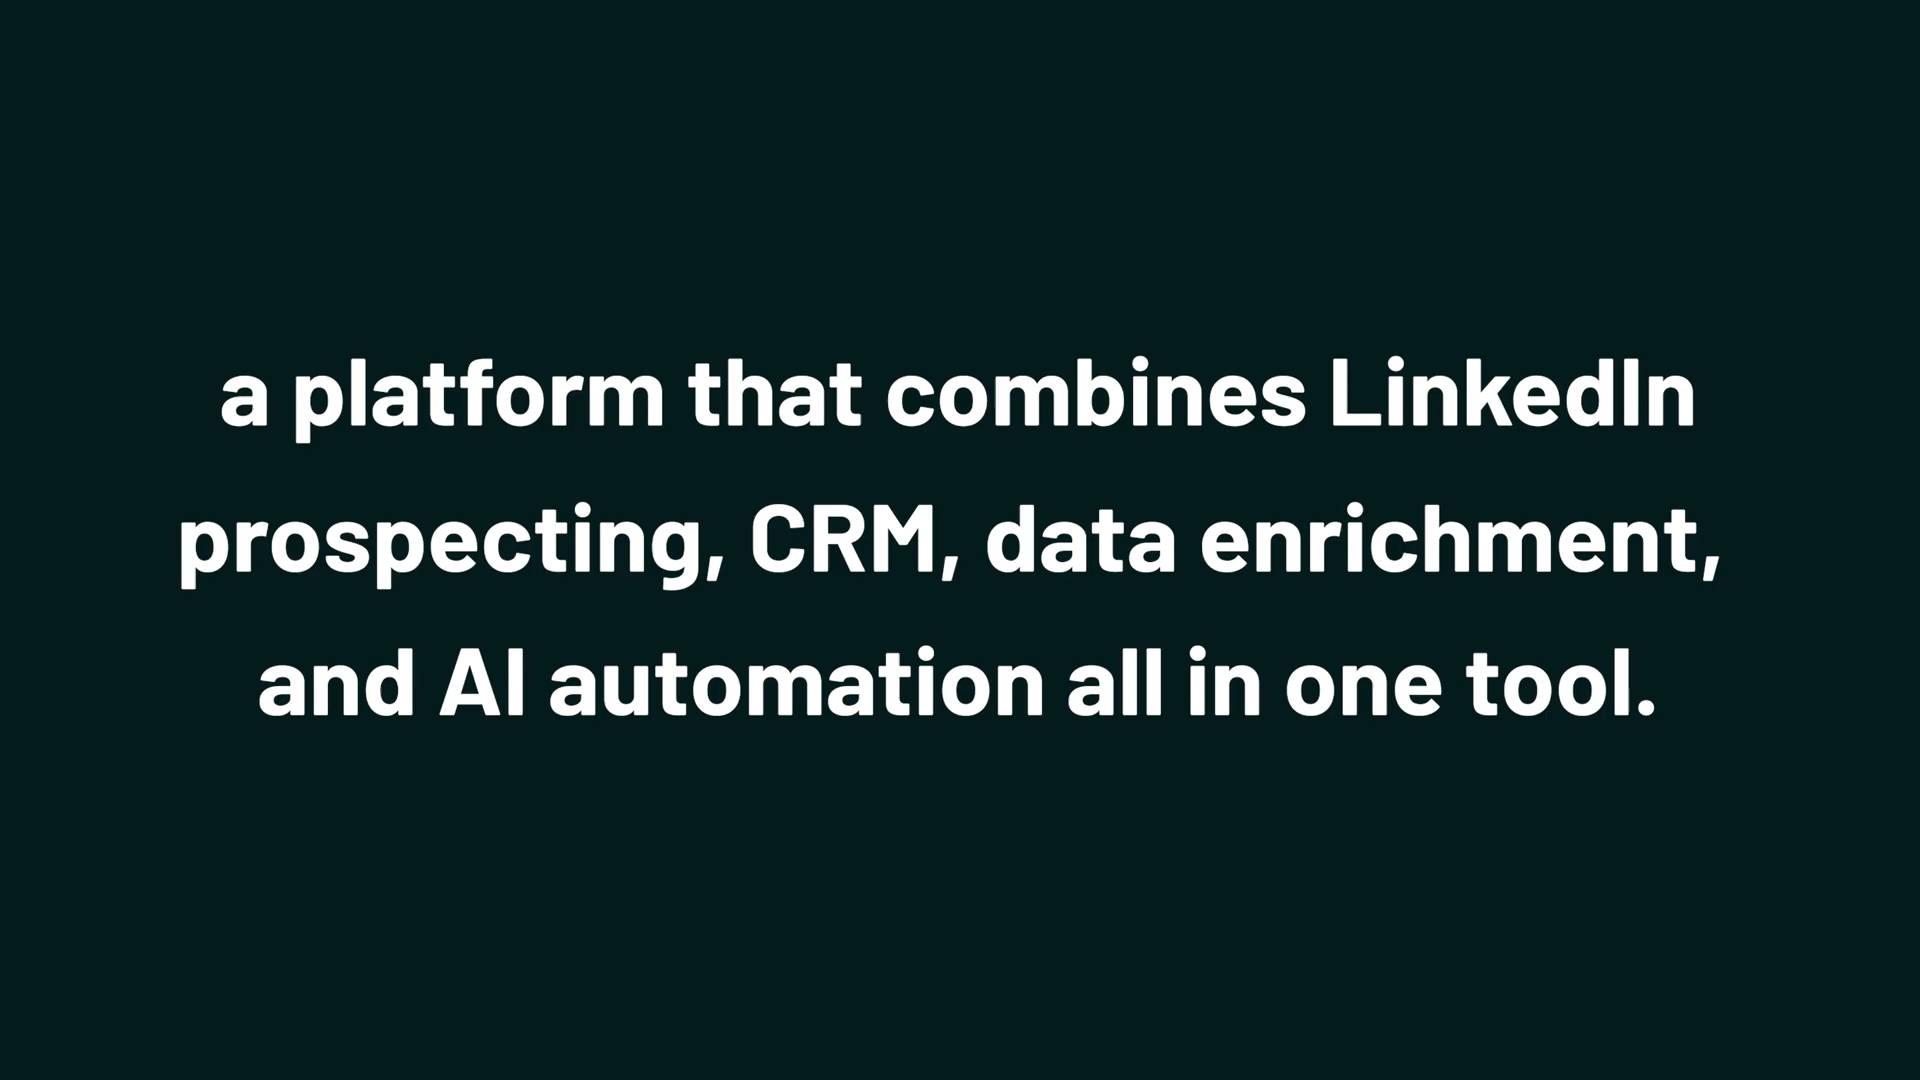 a platform that combines LinkedIn
prospecting, CRM, data enrichment,
and AI automation all in one tool.